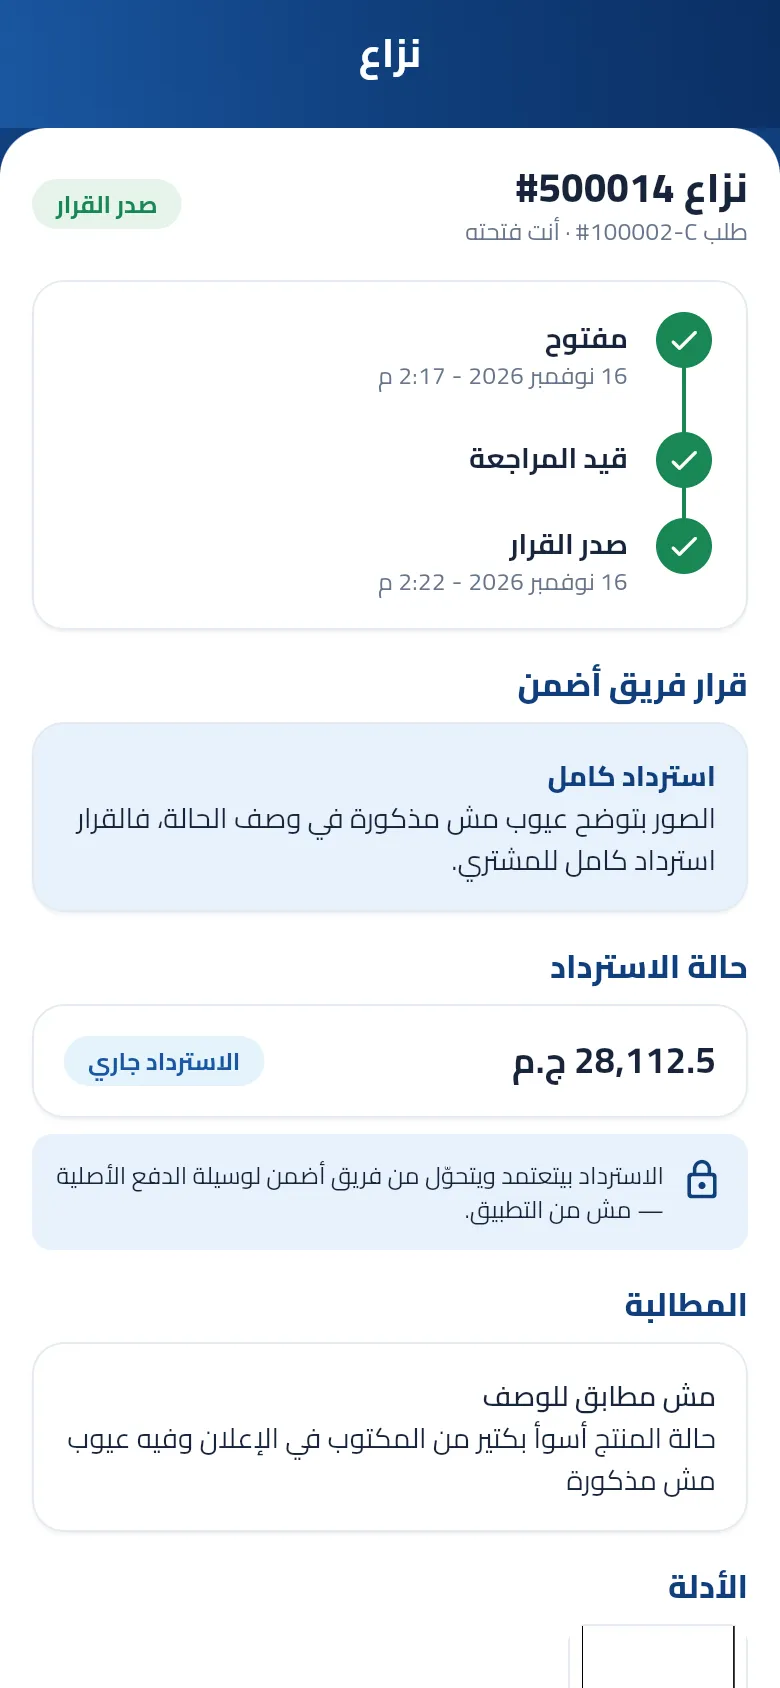 نزاع
نزاع 500014#
صدر القرار
طلب 100002-C# · أنت فتحته
مفتوح
16 نوفمبر 2026 - 2:17 م
قيد المراجعة
صدر القرار
16 نوفمبر 2026 - 2:22 م
قرار فريق أضمن
استرداد كامل
الصور بتوضح عيوب مش مذكورة في وصف الحالة، فالقرار
استرداد كامل للمشتري.
حالة الاسترداد
28,112.5 ج.م
الاسترداد جاري
الاسترداد بيتعتمد ويتحوّل من فريق أضمن لوسيلة الدفع الأصلية
— مش من التطبيق.
المطالبة
مش مطابق للوصف
حالة المنتج أسوأ بكتير من المكتوب في الإعلان وفيه عيوب
مش مذكورة
الأدلة